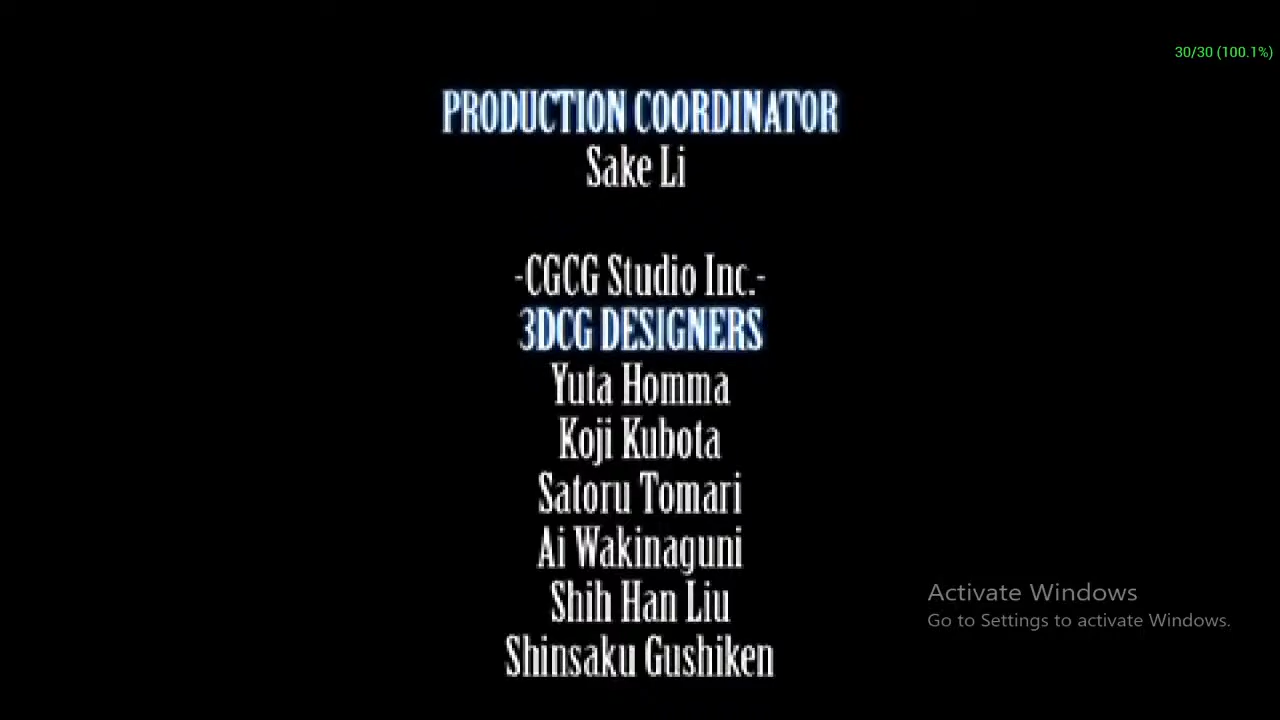 30/30 (100.1%)
PRODUCTION COORDINATOR
Sake Li
-CGCG Studio Inc.-
3DCG DESIGNERS
Yuta Homma
Koji Kubota
Satoru Tomari
Ai Wakinaguni
Shih Han Liu
Shinsaku Gushiken
Activate Windows
Go to Settings to activate Windows.